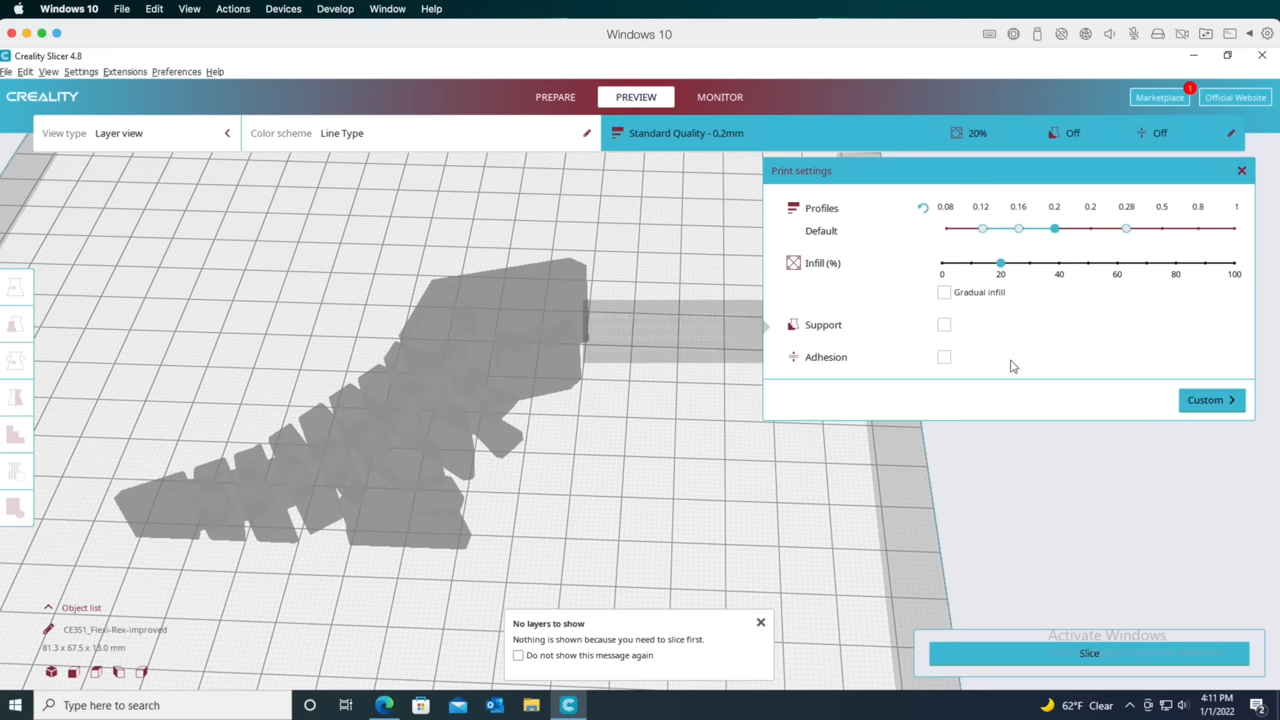 Windows 10 File Edit View Actions Devices Develop Window Help
Windows 10
Creality Slicer 4.8
File Edit View Settings Extensions Preferences Help
CREALITY
PREPARE PREVIEW MONITOR
Marketplace 1 Official Website
View type Layer view Color scheme Line Type Standard Quality - 0.2mm 20% Off Off
Print settings
Profiles 0.08 0.12 0.16 0.2 0.2 0.28 0.5 0.8 1
Default
Infill (%)
0 20 40 60 80 100
Gradual infill
Support
Adhesion
Custom
Object list
CE3S1_Flexi-Rex-improved
81.3 x 67.5 x 13.0 mm
No layers to show
Nothing is shown because you need to slice first.
Do not show this message again
Activate Windows
Slice
Type here to search
62°F Clear
4:11 PM
1/1/2022
2